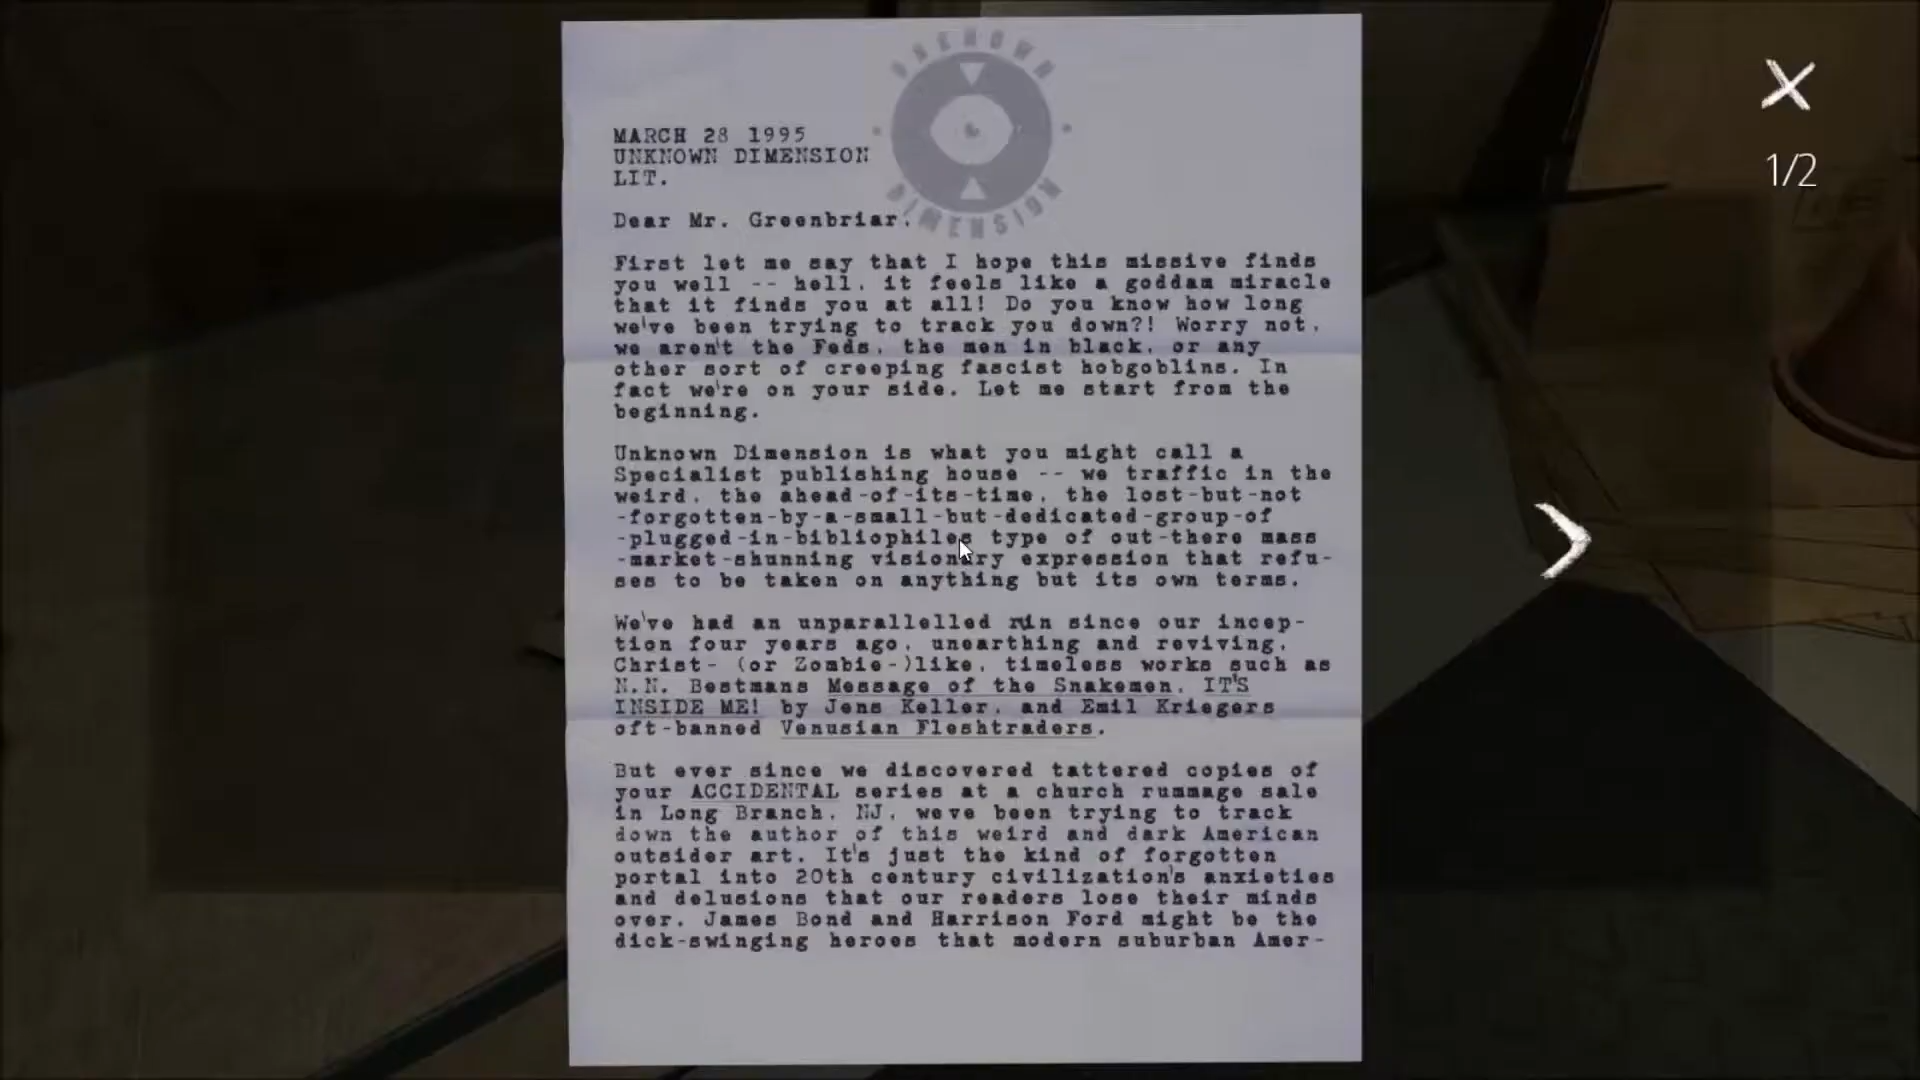 UNKNOWN
DIMENSION
1/2
MARCH 28 1995
UNKNOWN DIMENSION
LIT.
Dear Mr. Greenbriar,
First let me say that I hope this missive finds
you well -- hell, it feels like a goddam miracle
that it finds you at all! Do you know how long
we've been trying to track you down?! Worry not,
we aren't the Feds, the men in black, or any
other sort of creeping fascist hobgoblins. In
fact we're on your side. Let me start from the
beginning.
Unknown Dimension is what you might call a
Specialist publishing house -- we traffic in the
weird, the ahead-of-its-time, the lost-but-not
-forgotten-by-a-small-but-dedicated-group-of
-plugged-in-bibliophiles type of out-there mass
-market-shunning visionary expression that refu-
ses to be taken on anything but its own terms.
We've had an unparallelled run since our incep-
tion four years ago, unearthing and reviving,
Christ- (or Zombie-)like, timeless works such as
N.N. Bestmans Message of the Snakemen, IT'S
INSIDE ME! by Jens Keller, and Emil Kriegers
oft-banned Venusian Fleshtraders.
But ever since we discovered tattered copies of
your ACCIDENTAL series at a church rummage sale
in Long Branch, NJ, weve been trying to track
down the author of this weird and dark American
outsider art. It's just the kind of forgotten
portal into 20th century civilization's anxieties
and delusions that our readers lose their minds
over. James Bond and Harrison Ford might be the
dick-swinging heroes that modern suburban Amer-